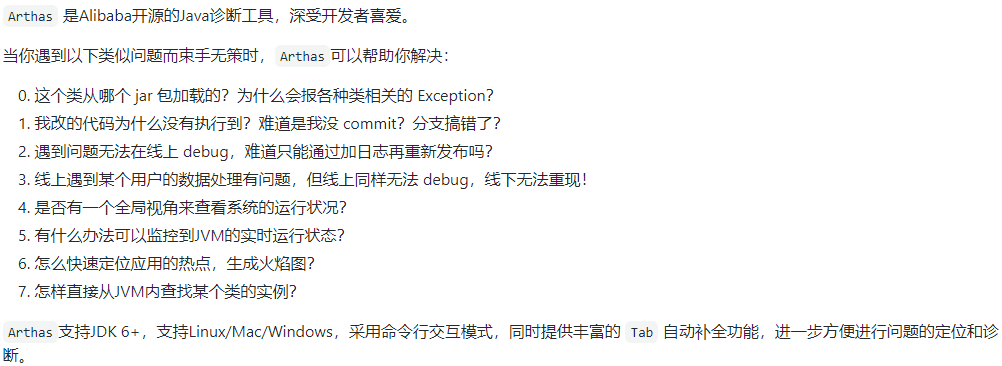 Arthas 是Alibaba开源的Java诊断工具，深受开发者喜爱。
当你遇到以下类似问题而束手无策时，Arthas可以帮助你解决：
0. 这个类从哪个 jar 包加载的？为什么会报各种类相关的 Exception？
1. 我改的代码为什么没有执行到？难道是我没 commit？分支搞错了？
2. 遇到问题无法在线上 debug，难道只能通过加日志再重新发布吗？
3. 线上遇到某个用户的数据处理有问题，但线上同样无法 debug，线下无法重现！
4. 是否有一个全局视角来查看系统的运行状况？
5. 有什么办法可以监控到JVM的实时运行状态？
6. 怎么快速定位应用的热点，生成火焰图？
7. 怎样直接从JVM内查找某个类的实例？
Arthas支持JDK 6+，支持Linux/Mac/Windows，采用命令行交互模式，同时提供丰富的 Tab 自动补全功能，进一步方便进行问题的定位和诊
断。